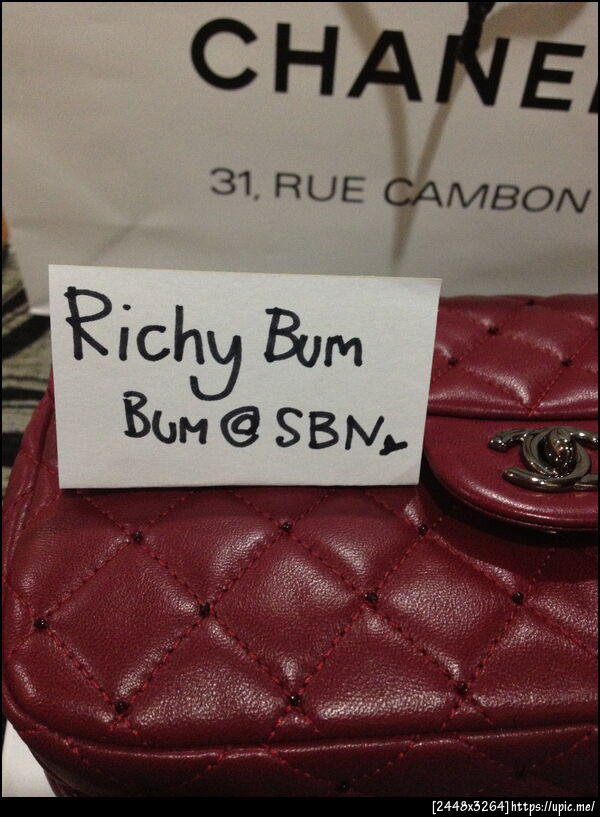 CHANE
31, RUE CAMBON
Richy Bum
Bum @ SBN
[2448x3264]https://upic.me/